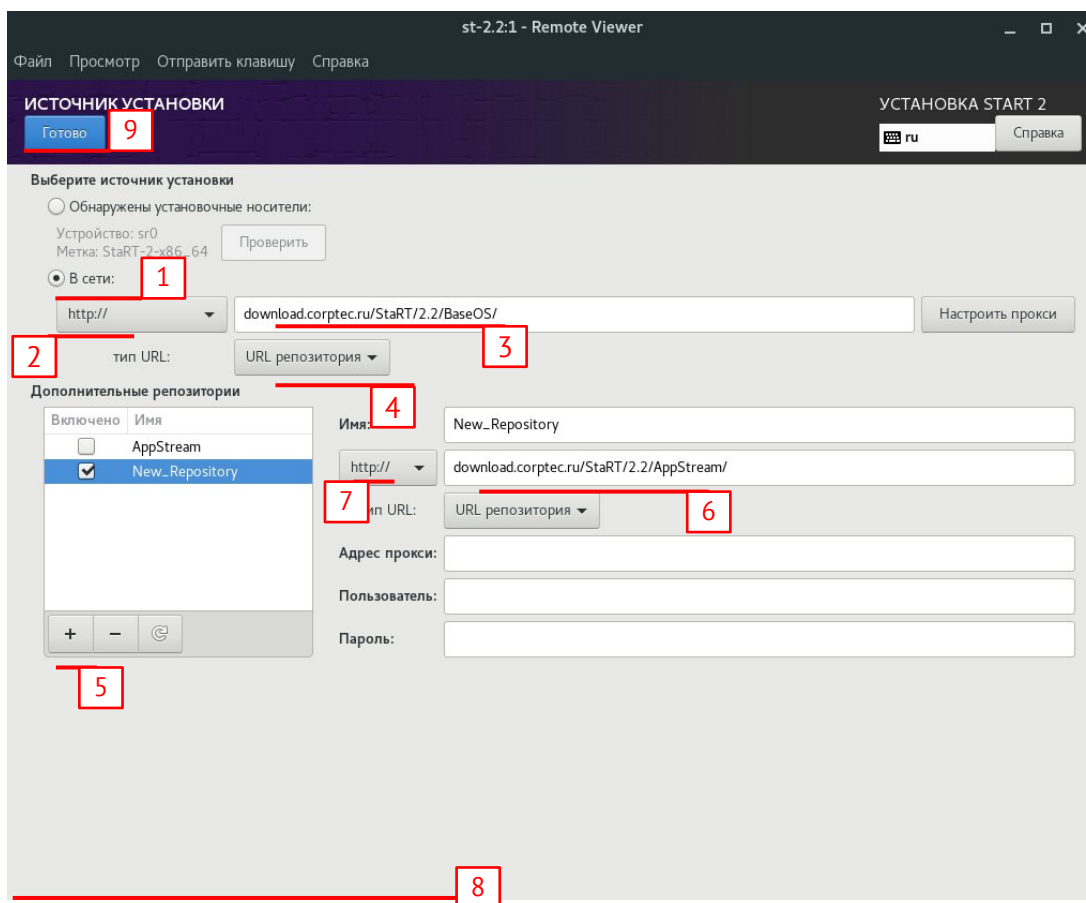 st-2.2:1 - Remote Viewer
Файл Просмотр Отправить клавишу Справка
ИСТОЧНИК УСТАНОВКИ
УСТАНОВКА START 2
Готово
9
ru
Справка
Выберите источник установки
Обнаружены установочные носители:
Устройство: sr0
Метка: StaRT-2-x86_64
Проверить
В сети:
1
http://
download.corptec.ru/StaRT/2.2/BaseOS/
Настроить прокси
2
3
тип URL:
URL репозитория
4
Дополнительные репозитории
Включено Имя
AppStream
New_Repository
Имя:
New_Repository
http://
download.corptec.ru/StaRT/2.2/AppStream/
7
6
ип URL:
URL репозитория
Адрес прокси:
Пользователь:
Пароль:
+ −
5
8